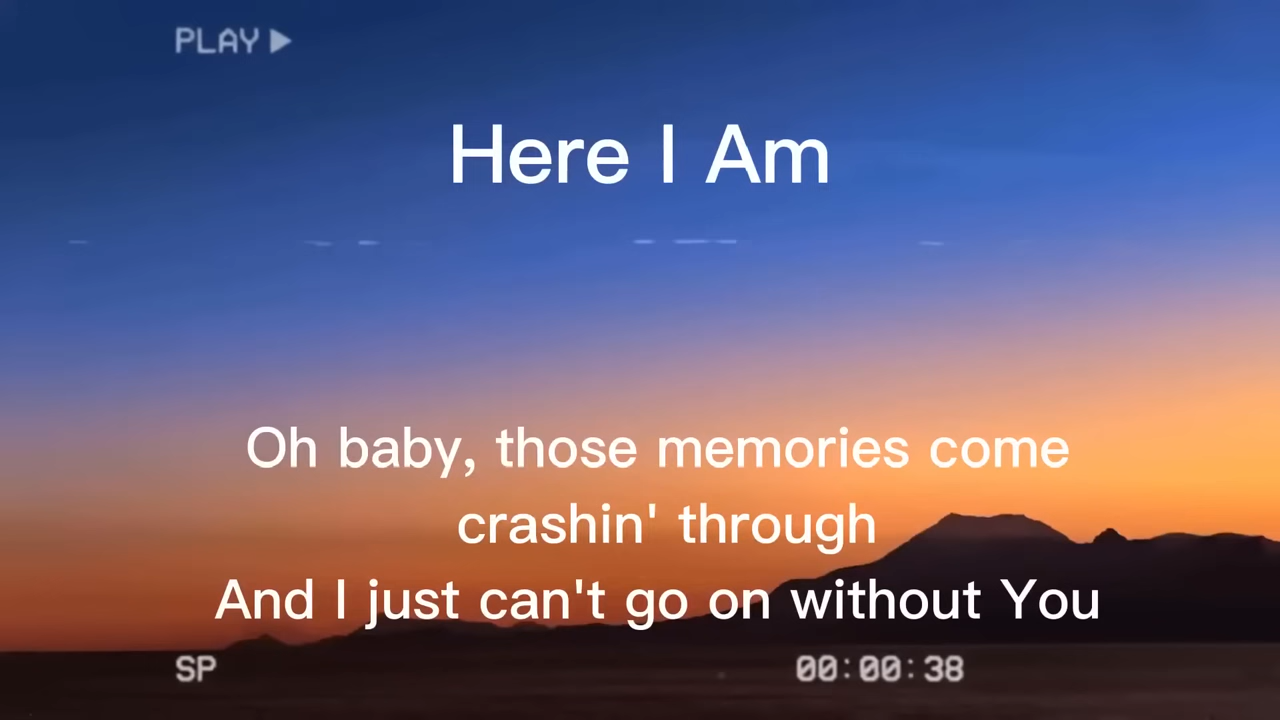 PLAY ▶
Here I Am
Oh baby, those memories come
crashin' through
And I just can't go on without You
SP
00:00:38